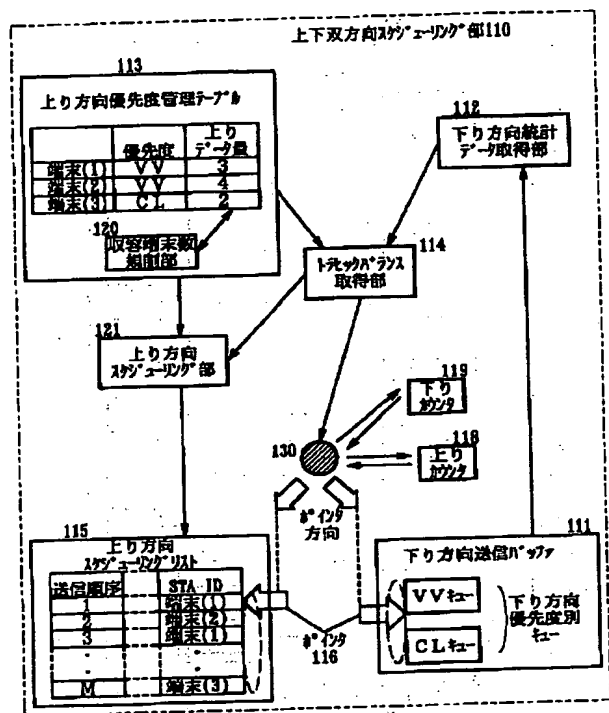 上下双方向スケジューリング部110
113
上り方向優先度管理テーブル
優先度
上り
データ量
端末(1)
VV
3
端末(2)
VV
4
端末(3)
CL
2
120
収容端末数
規制部
112
下り方向統計
データ取得部
114
トラヒックバランス
取得部
121
上り方向
スケジューリング部
119
下り
カウンタ
118
上り
カウンタ
130
ポインタ
方向
115
上り方向
スケジューリングリスト
送信順序
STA ID
1
端末(1)
2
端末(2)
3
端末(1)
M
端末(3)
ポインタ
116
111
下り方向送信バッファ
VVキュー
CLキュー
下り方向
優先度別
キュー